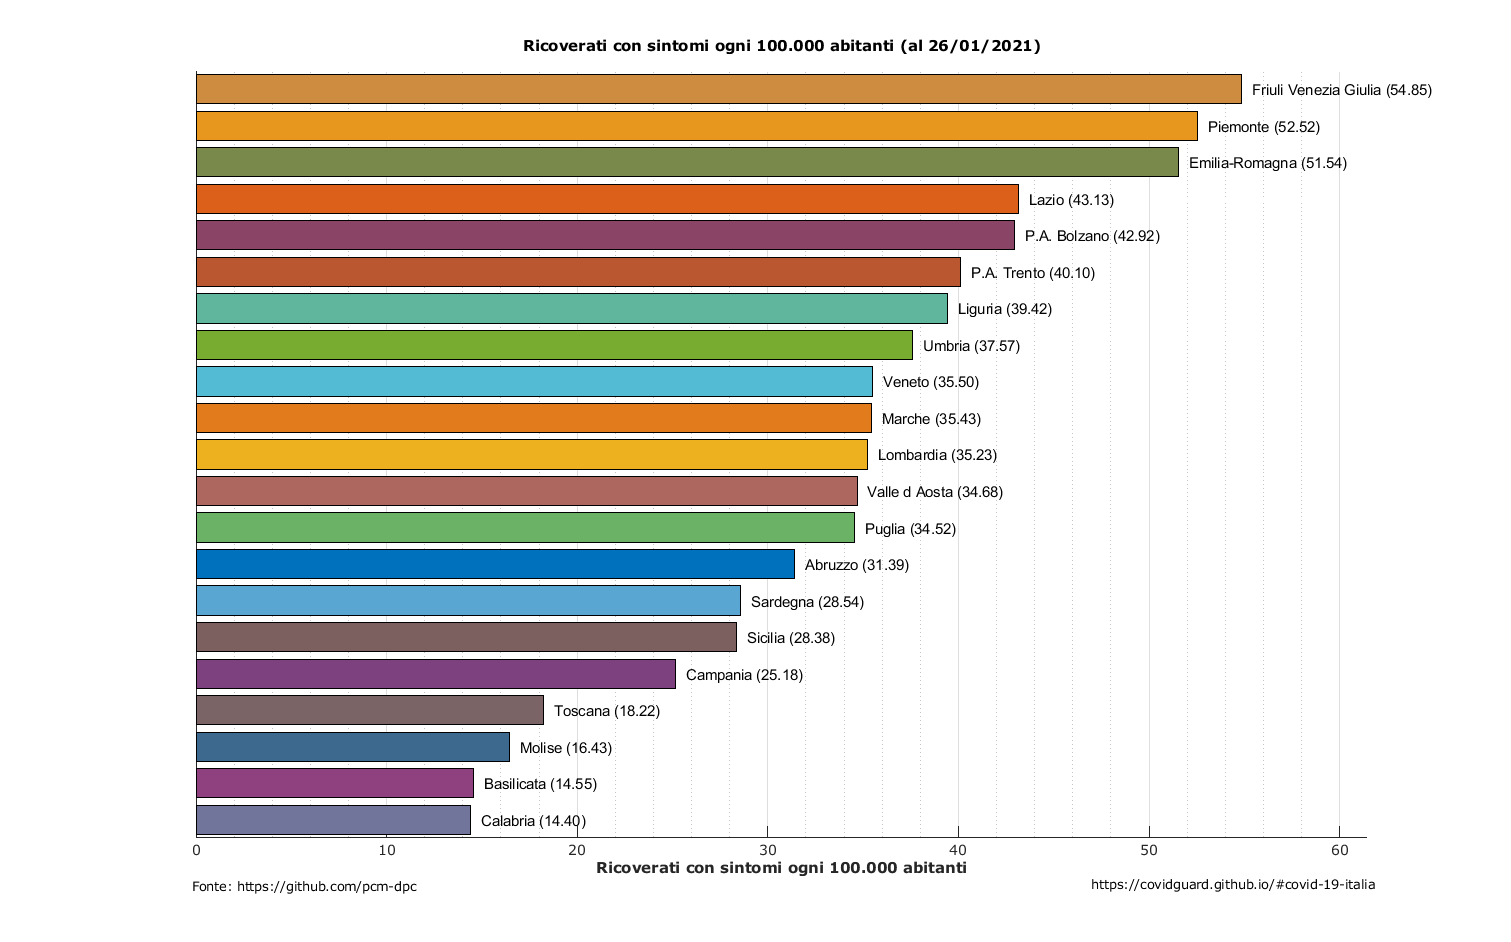 Ricoverati con sintomi ogni 100.000 abitanti (al 26/01/2021)
Friuli Venezia Giulia (54.85)
Piemonte (52.52)
Emilia-Romagna (51.54)
Lazio (43.13)
P.A. Bolzano (42.92)
P.A. Trento (40.10)
Liguria (39.42)
Umbria (37.57)
Veneto (35.50)
Marche (35.43)
Lombardia (35.23)
Valle d Aosta (34.68)
Puglia (34.52)
Abruzzo (31.39)
Sardegna (28.54)
Sicilia (28.38)
Campania (25.18)
Toscana (18.22)
Molise (16.43)
Basilicata (14.55)
Calabria (14.40)
0 10 20 30 40 50 60
Ricoverati con sintomi ogni 100.000 abitanti
Fonte: https://github.com/pcm-dpc
https://covidguard.github.io/#covid-19-italia